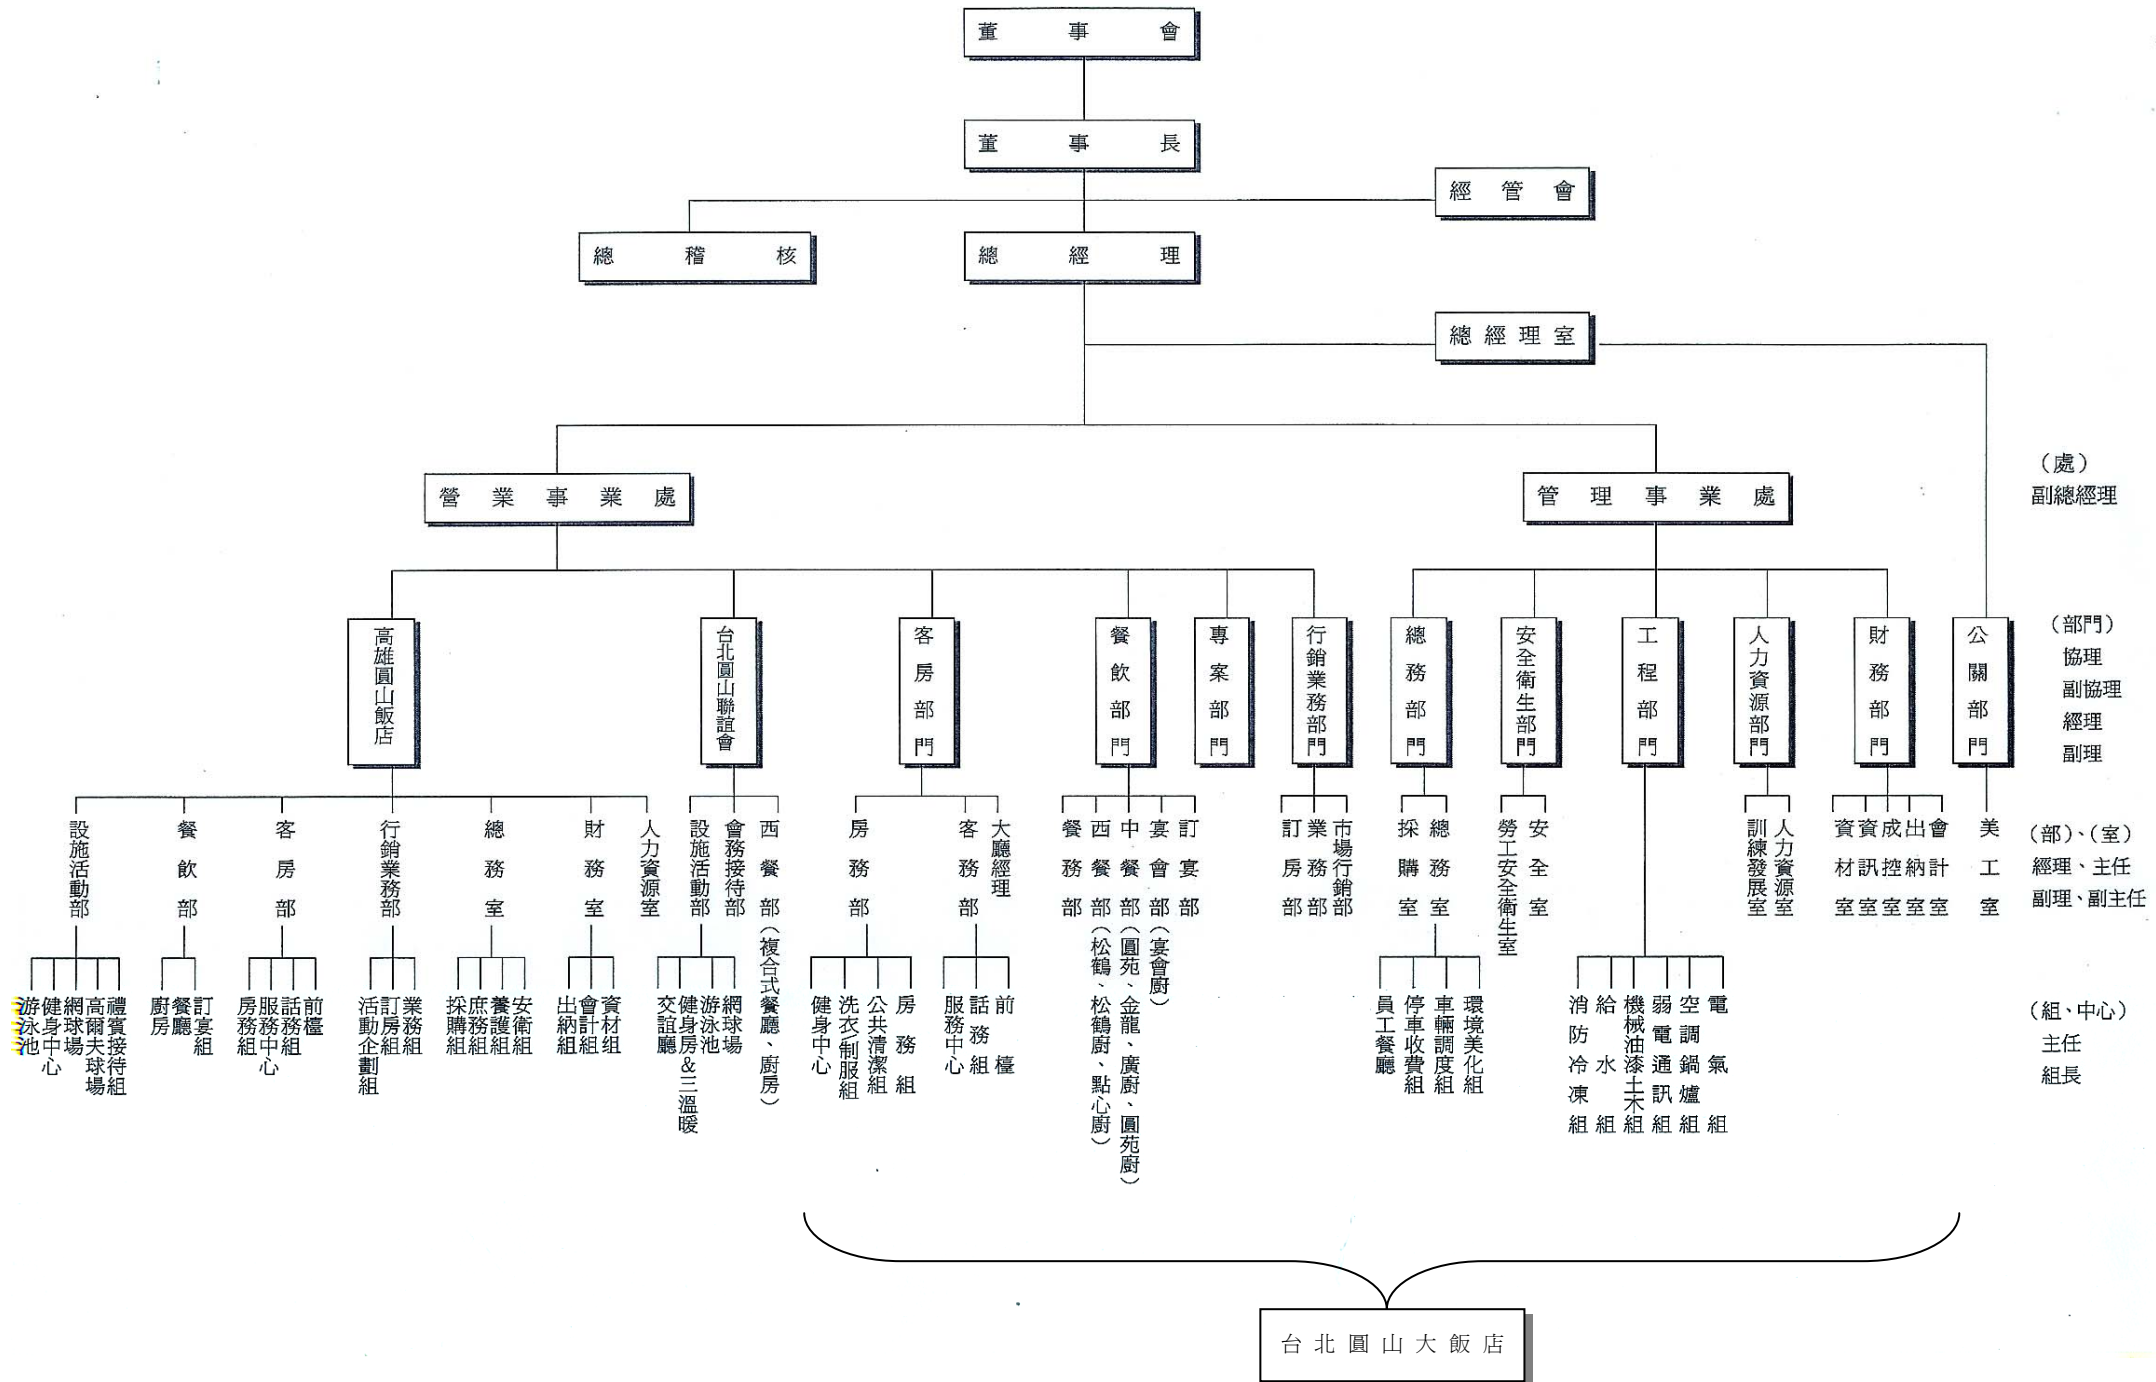 董事會
董事長
經管會
總稽核
總經理
總經理室
(處)
副總經理
營業事業處
管理事業處
高雄圓山飯店
台北圓山聯誼會
客房部門
餐飲部門
專案部門
行銷業務部門
總務部門
安全衛生部門
工程部門
人力資源部門
財務部門
公關部門
(部門)
協理
副協理
經理
副理
設施活動部
餐飲部
客房部
行銷業務部
總務室
財務室
人力資源室
設施活動部
會務接待部
西餐部(複合式餐廳、廚房)
房務部
客務部
大廳經理
餐務部
西餐部(松鶴、松鶴廚、點心廚)
中餐部(圓苑、金龍、廣廚、圓苑廚)
宴會部(宴會廚)
訂宴部
訂房部
業務部
市場行銷部
採購室
總務室
勞工安全衛生室
安全室
訓練發展室
人力資源室
資材室
資訊室
成控室
出納室
會計室
美工室
(部)、(室)
經理、主任
副理、副主任
游泳池
健身中心
網球場
高爾夫球場
禮賓接待組
廚房
餐廳
訂宴組
房務組
服務中心
話務組
前檯
活動企劃組
訂房組
業務組
採購組
庶務組
養護組
安衛組
出納組
會計組
資材組
交誼廳
健身房&三溫暖
游泳池
網球場
健身中心
洗衣/制服組
公共清潔組
房務組
服務中心
話務組
前檯
員工餐廳
停車收費組
車輛調度組
環境美化組
消防冷凍組
給水組
機械油漆土木組
弱電通訊組
空調鍋爐組
電氣組
(組、中心)
主任
組長
台北圓山大飯店